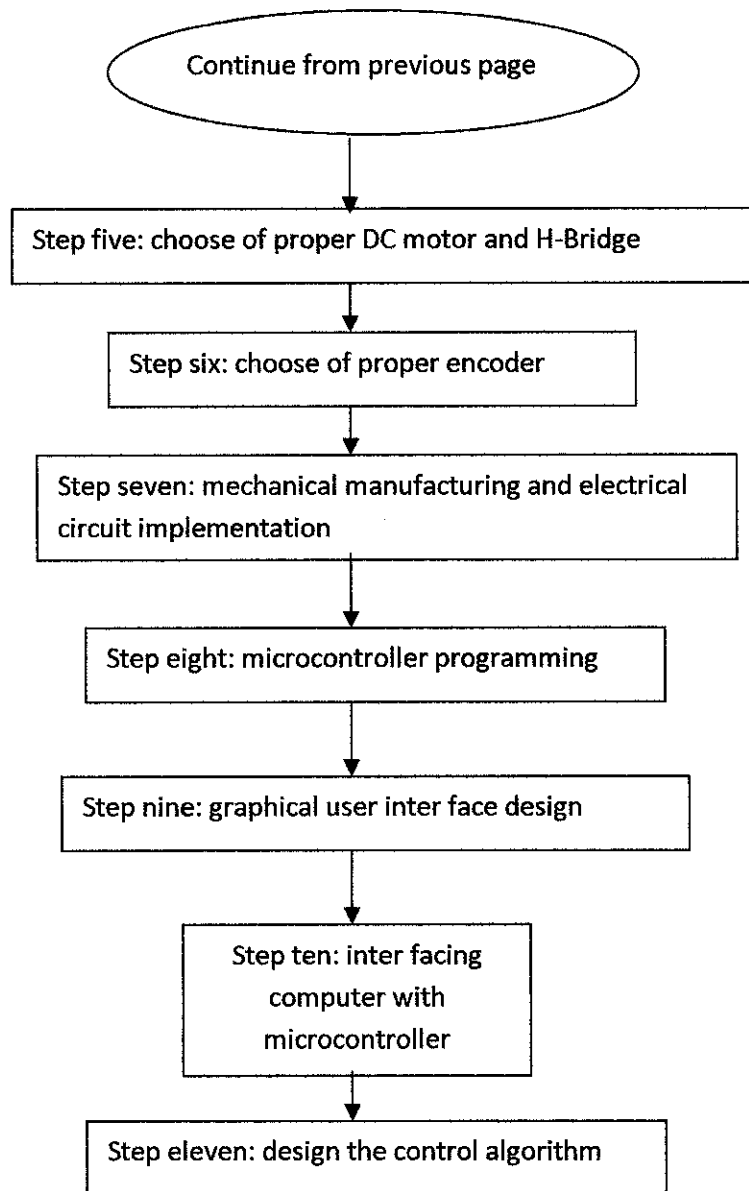 Continue from previous page
Step five: choose of proper DC motor and H-Bridge
Step six: choose of proper encoder
Step seven: mechanical manufacturing and electrical
circuit implementation
Step eight: microcontroller programming
Step nine: graphical user inter face design
Step ten: inter facing
computer with
microcontroller
Step eleven: design the control algorithm